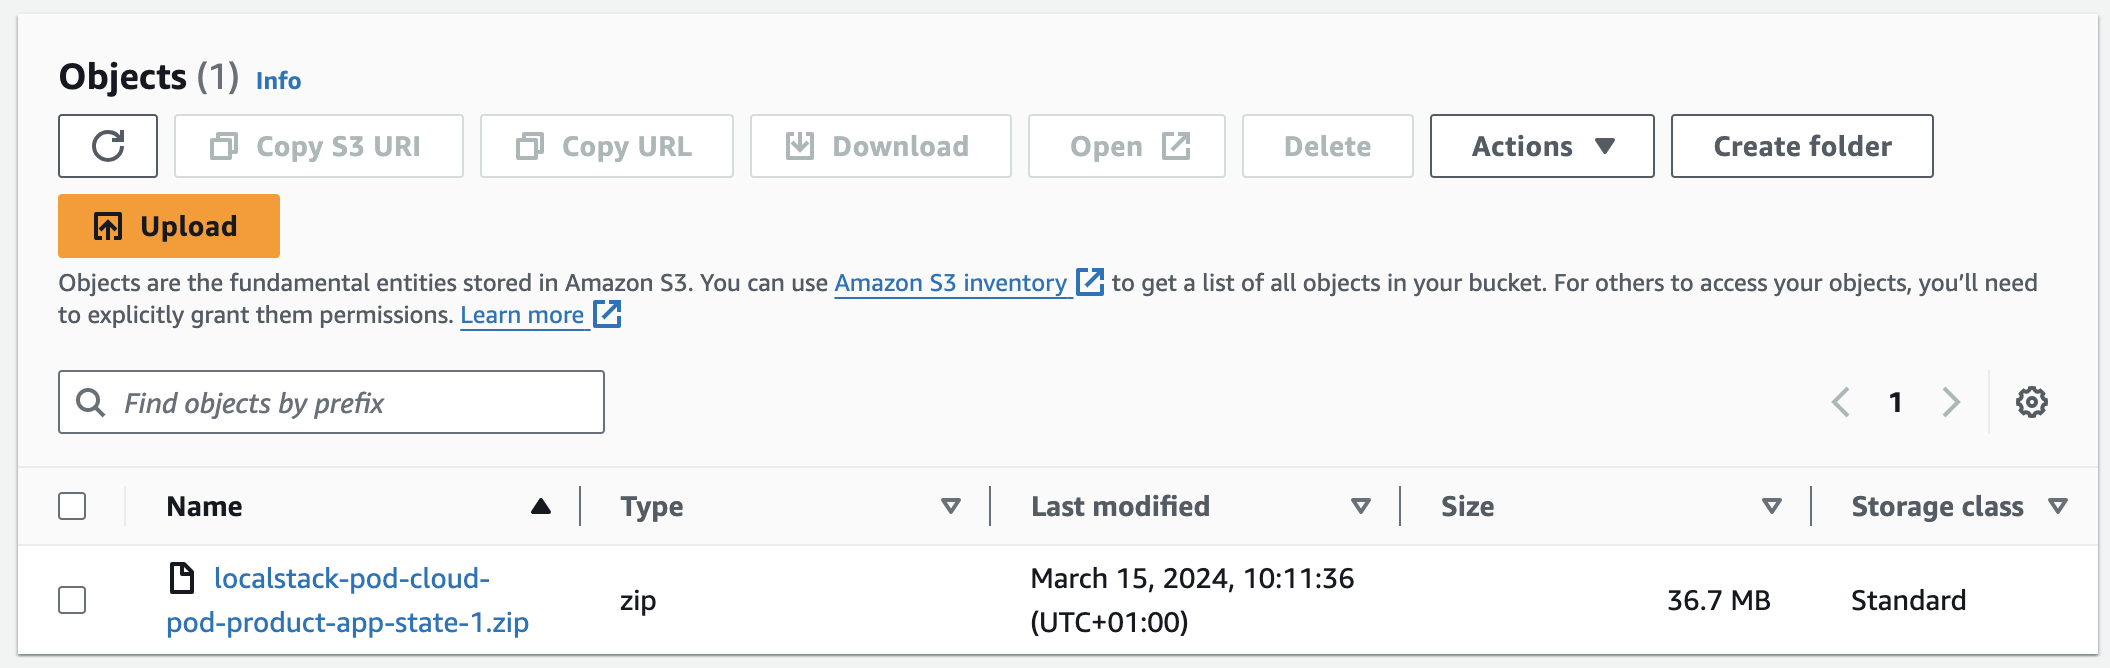 Objects (1) Info
Copy S3 URI Copy URL Download Open Delete Actions Create folder
Upload
Objects are the fundamental entities stored in Amazon S3. You can use Amazon S3 inventory to get a list of all objects in your bucket. For others to access your objects, you’ll need
to explicitly grant them permissions. Learn more
Find objects by prefix
1
Name Type Last modified Size Storage class
localstack-pod-cloud-
pod-product-app-state-1.zip
zip
March 15, 2024, 10:11:36
(UTC+01:00)
36.7 MB
Standard